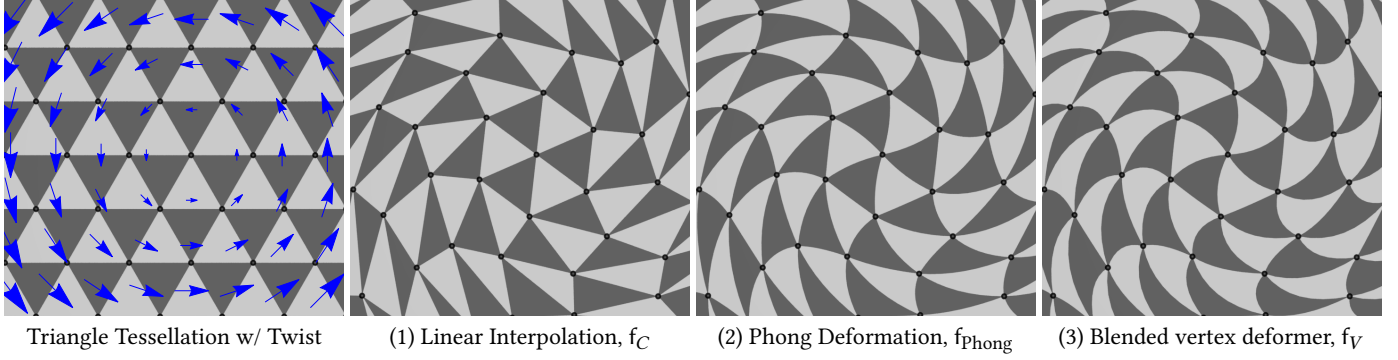 Triangle Tessellation w/ Twist
(1) Linear Interpolation, f_C
(2) Phong Deformation, f_Phong
(3) Blended vertex deformer, f_V